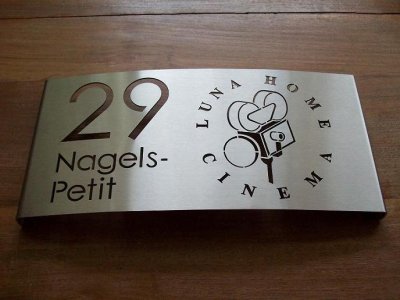 29
Nagels-
Petit
LUNA HOME
CINEMA